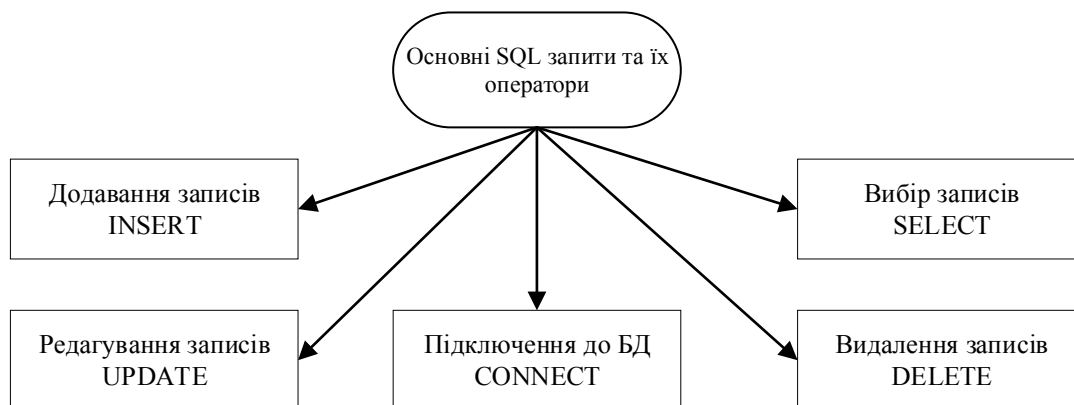 Основні SQL запити та їх
оператори
Додавання записів
INSERT
Вибір записів
SELECT
Редагування записів
UPDATE
Підключення до БД
CONNECT
Видалення записів
DELETE